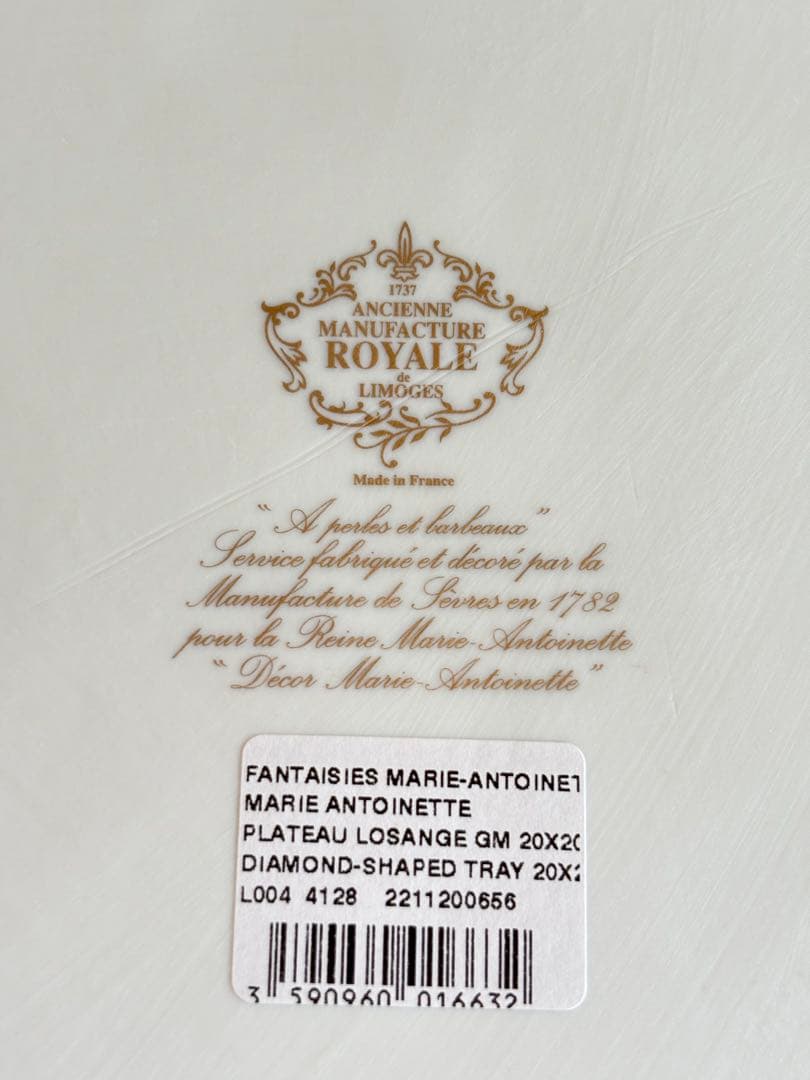 1737
ANCIENNE
MANUFACTURE
ROYALE
de
LIMOGES
Made in France
"A perles et barbeaux"
Service fabriqué et décoré par la
Manufacture de Sèvres en 1782
pour la Reine Marie-Antoinette
"Décor Marie-Antoinette"
FANTAISIES MARIE-ANTOINET
MARIE ANTOINETTE
PLATEAU LOSANGE GM 20X20
DIAMOND-SHAPED TRAY 20X2
L004 4128 2211200656
3 590960 016632